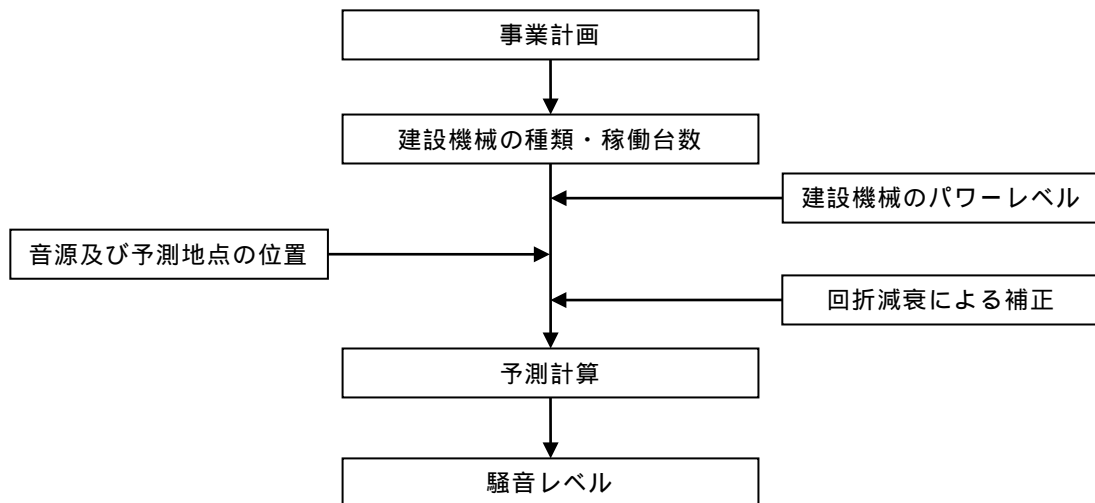 事業計画
建設機械の種類・稼働台数
建設機械のパワーレベル
音源及び予測地点の位置
回折減衰による補正
予測計算
騒音レベル